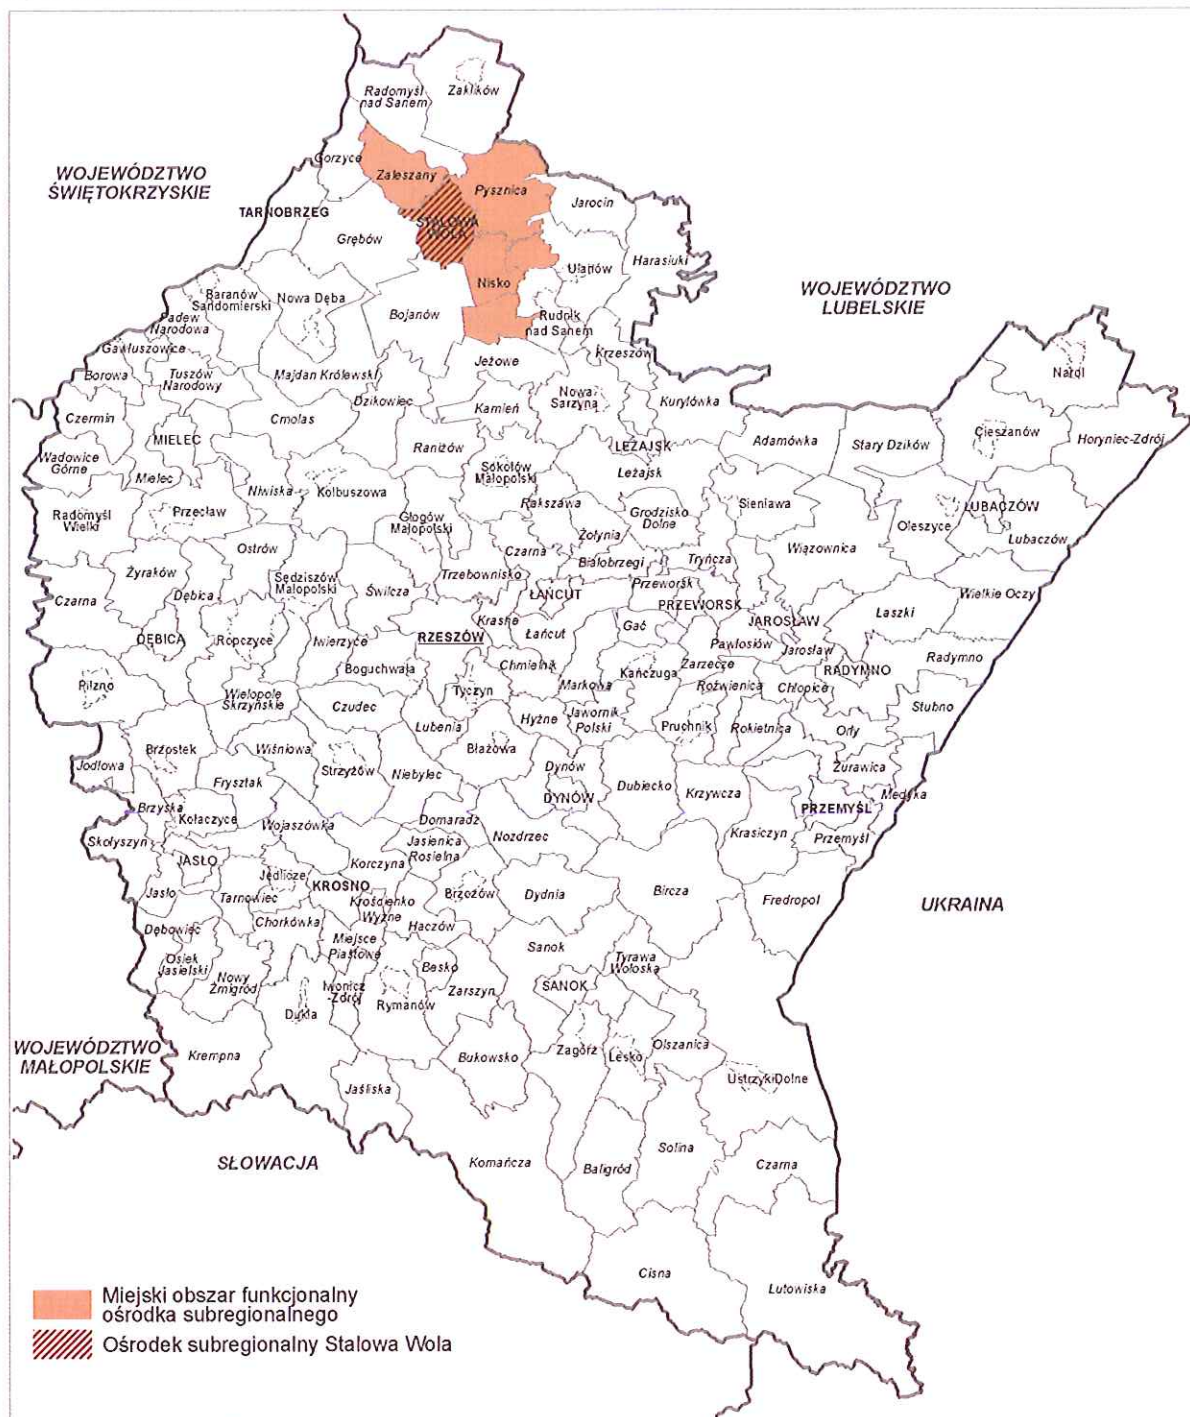 Radomyśl
nad Sanem
Zaklików
WOJEWÓDZTWO
ŚWIĘTOKRZYSKIE
Gorzyce
Zaleszany
Pysznica
Jarocin
TARNOBRZEG
STALOWA
WOLA
Grębów
Ulanów
Harasiuki
Nisko
WOJEWÓDZTWO
LUBELSKIE
Baranów
Sandomierski
Nowa Dęba
Bojanów
Rudnik
nad Sanem
Padew
Narodowa
Gawłuszowice
Borowa
Tuszów
Narodowy
Majdan Królewski
Jeżowe
Krzeszów
Narol
Dzikowiec
Kamień
Nowa
Sarzyna
Kuryłówka
Czermin
Cmolas
MIELEC
Raniżów
LEŻAJSK
Adamówka
Stary Dzików
Cieszanów
Horyniec-Zdrój
Wadowice
Górne
Mielec
Niwiska
Kolbuszowa
Sokołów
Małopolski
Leżajsk
Radomyśl
Wielki
Przecław
Głogów
Małopolski
Rakszawa
Grodzisko
Dolne
Sieniawa
Oleszyce
LUBACZÓW
Lubaczów
Ostrów
Czarna
Żołynia
Wiązownica
Żyraków
Dębica
Sędziszów
Małopolski
Świlcza
Trzebownisko
Białobrzegi
Tryńcza
Czarna
ŁAŃCUT
Przeworsk
PRZEWORSK
Laszki
Wielkie Oczy
DĘBICA
Ropczyce
Iwierzyce
RZESZÓW
Krasne
Łańcut
Gać
JAROSŁAW
Pawłosiów
Jarosław
Boguchwała
Chmielnik
Zarzecze
RADYMNO
Radymno
Pilzno
Wielopole
Skrzyńskie
Czudec
Tyczyn
Markowa
Kańczuga
Roźwienica
Chłopice
Stubno
Lubenia
Hyżne
Jawornik
Polski
Pruchnik
Rokietnica
Orły
Brzostek
Wiśniowa
Strzyżów
Błażowa
Jodłowa
Frysztak
Niebylec
Dynów
DYNÓW
Dubiecko
Krzywcza
Żurawica
Medyka
Brzyska
Kołaczyce
Wojaszówka
Domaradz
Nozdrzec
Krasiczyn
PRZEMYŚL
Przemyśl
Skołyszyn
JASŁO
Jasienica
Rosielna
Jedlicze
Korczyna
Jasło
Tarnowiec
KROSNO
Krościenko
Wyżne
Brzozów
Dydnia
Bircza
Fredropol
UKRAINA
Chorkówka
Haczów
Dębowiec
Miejsce
Piastowe
Sanok
Tyrawa
Wołoska
Osiek
Jasielski
Nowy
Żmigród
Besko
Iwonicz
-Zdrój
Zarszyn
SANOK
Dukla
Rymanów
WOJEWÓDZTWO
MAŁOPOLSKIE
Krempna
Bukowsko
Zagórz
Lesko
Olszanica
Ustrzyki Dolne
Jaśliska
SŁOWACJA
Komańcza
Baligród
Solina
Czarna
Cisna
Lutowiska
Miejski obszar funkcjonalny
ośrodka subregionalnego
Ośrodek subregionalny Stalowa Wola